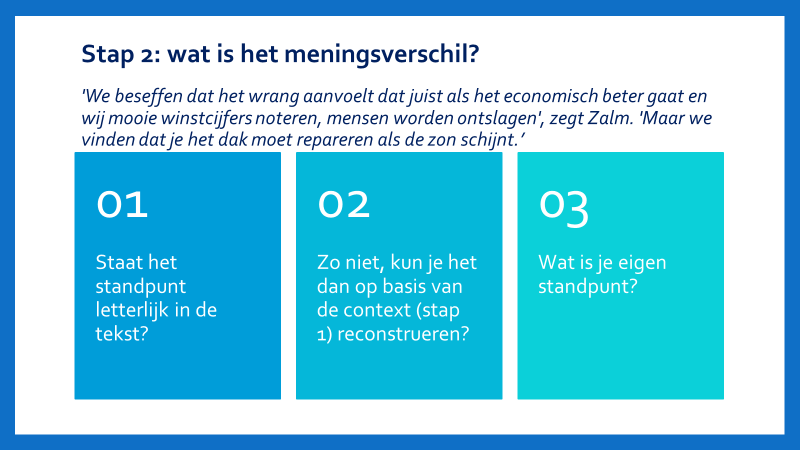 Stap 2: wat is het meningsverschil?
'We beseffen dat het wrang aanvoelt dat juist als het economisch beter gaat en
wij mooie winstcijfers noteren, mensen worden ontslagen', zegt Zalm. 'Maar we
vinden dat je het dak moet repareren als de zon schijnt.’
01
Staat het
standpunt
letterlijk in de
tekst?
02
Zo niet, kun je het
dan op basis van
de context (stap
1) reconstrueren?
03
Wat is je eigen
standpunt?